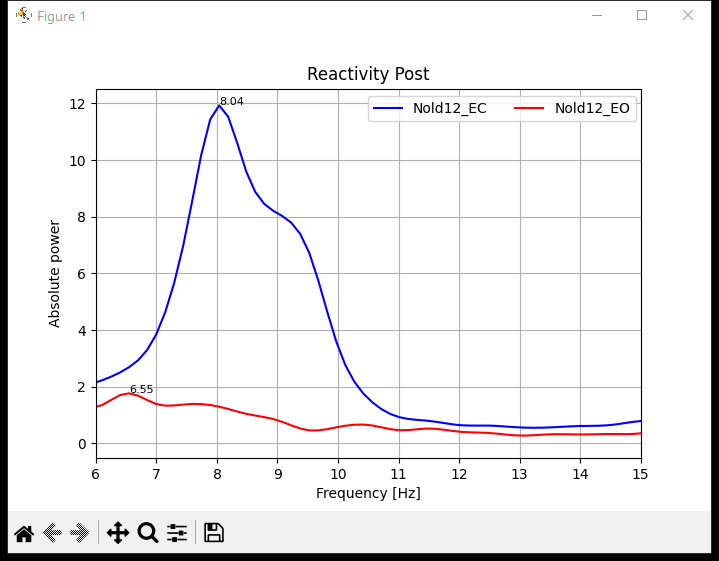 Figure 1
Reactivity Post
8.04
Nold12_EC Nold12_EO
12
10
8
6
4
2
0
Absolute power
6.55
6 7 8 9 10 11 12 13 14 15
Frequency [Hz]